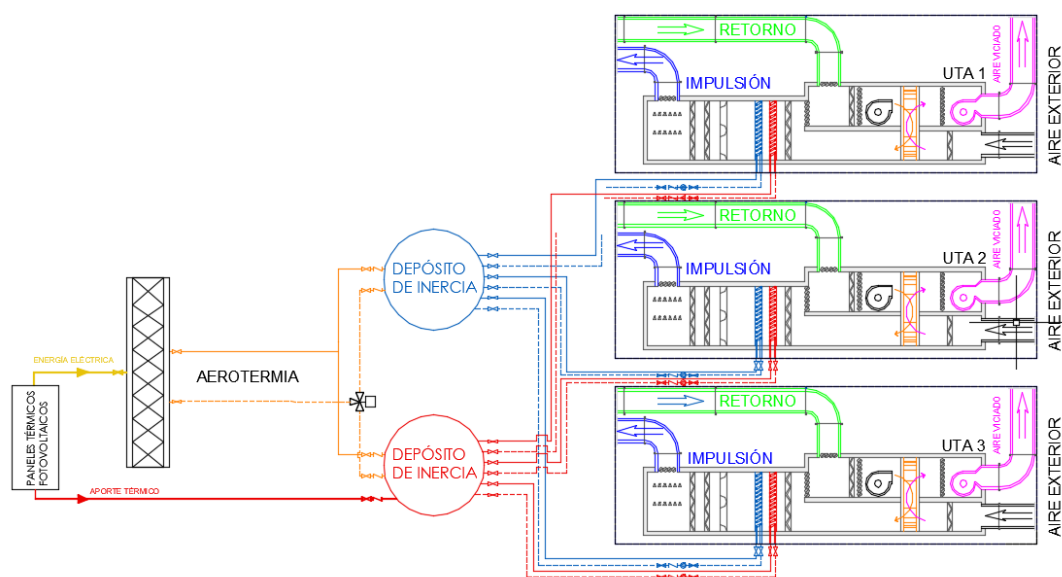 RETORNO
IMPULSIÓN
UTA 1
AIRE VICIADO
AIRE EXTERIOR
RETORNO
IMPULSIÓN
UTA 2
AIRE VICIADO
AIRE EXTERIOR
DEPÓSITO
DE INERCIA
ENERGÍA ELÉCTRICA
AEROTERMIA
PANELES TÉRMICOS
FOTOVOLTAICOS
RETORNO
IMPULSIÓN
UTA 3
AIRE VICIADO
AIRE EXTERIOR
DEPÓSITO
DE INERCIA
APORTE TÉRMICO